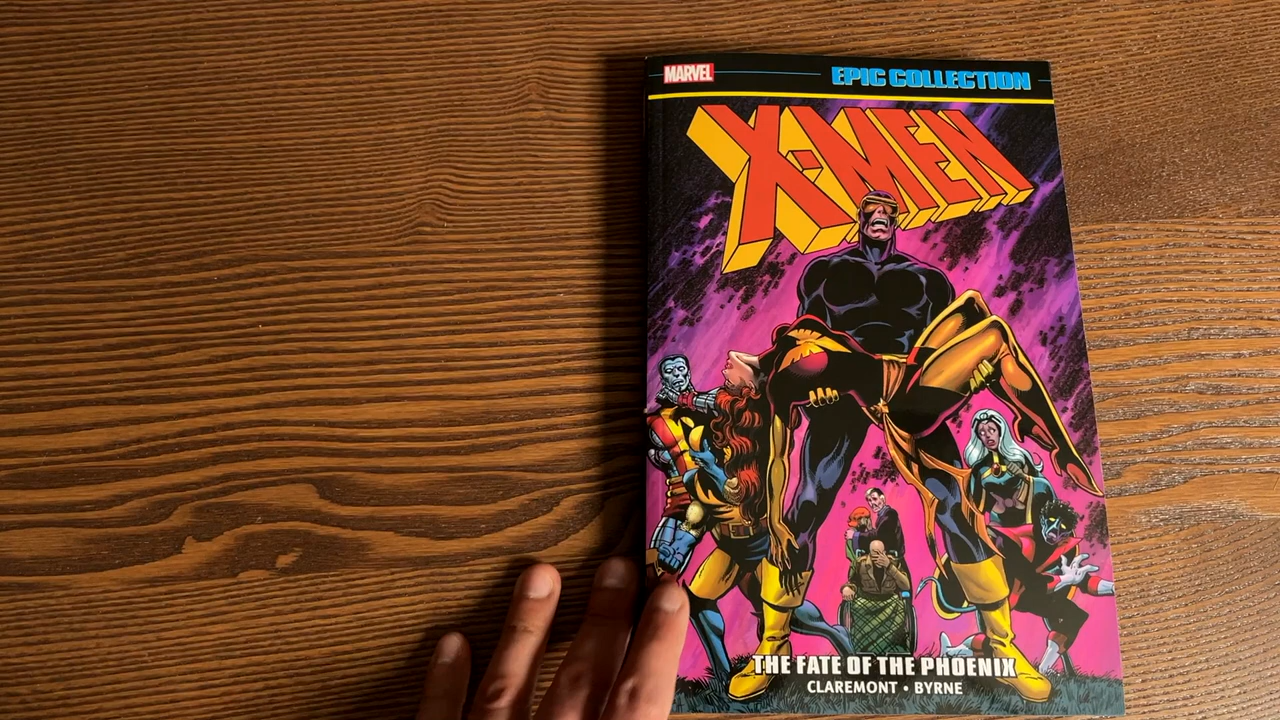 MARVEL
EPIC COLLECTION
X-MEN
THE FATE OF THE PHOENIX
CLAREMONT • BYRNE